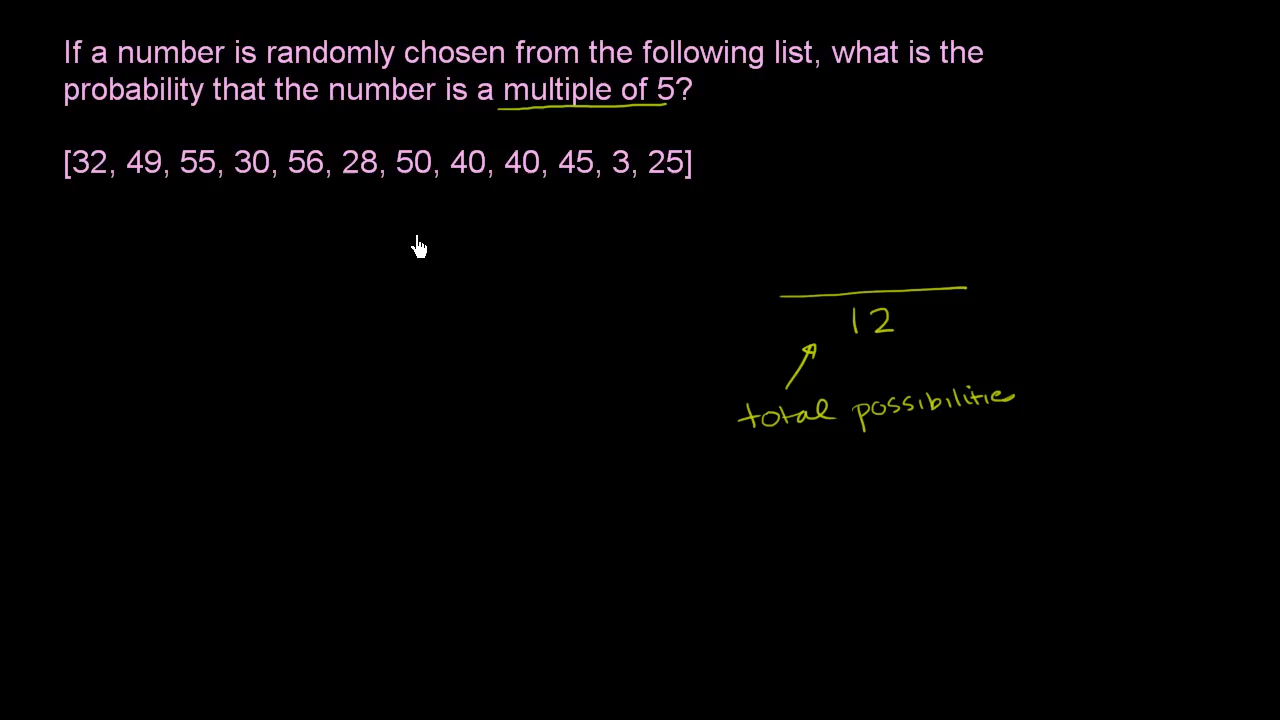 If a number is randomly chosen from the following list, what is the
probability that the number is a multiple of 5?
[32, 49, 55, 30, 56, 28, 50, 40, 40, 45, 3, 25]
12
total possibilitie